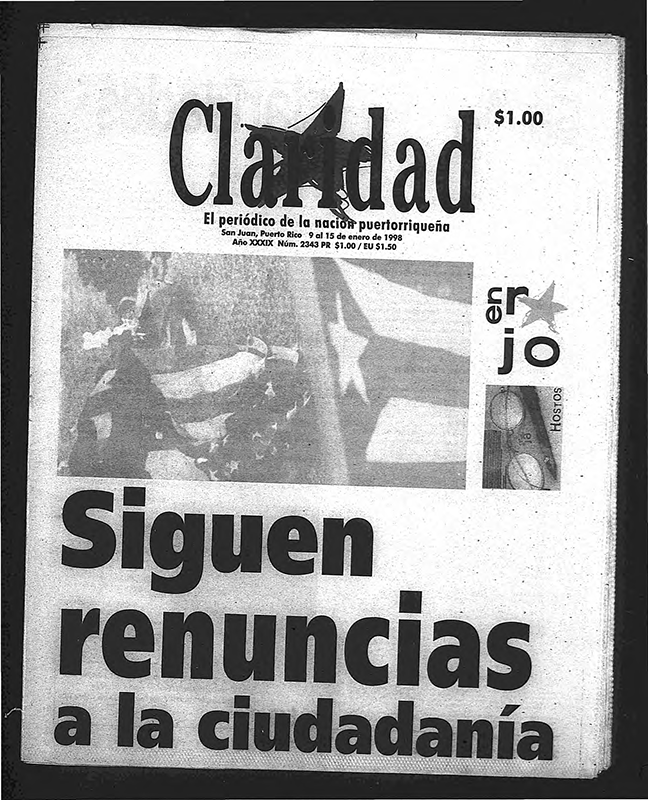 Claridad
$1.00
El periódico de la nación puertorriqueña
San Juan, Puerto Rico 9 al 15 de enero de 1998
Año XXXIX Núm. 2343 PR $1.00 / EU $1.50
en
rojo
HOSTOS
Siguen
renuncias
a la ciudadanía